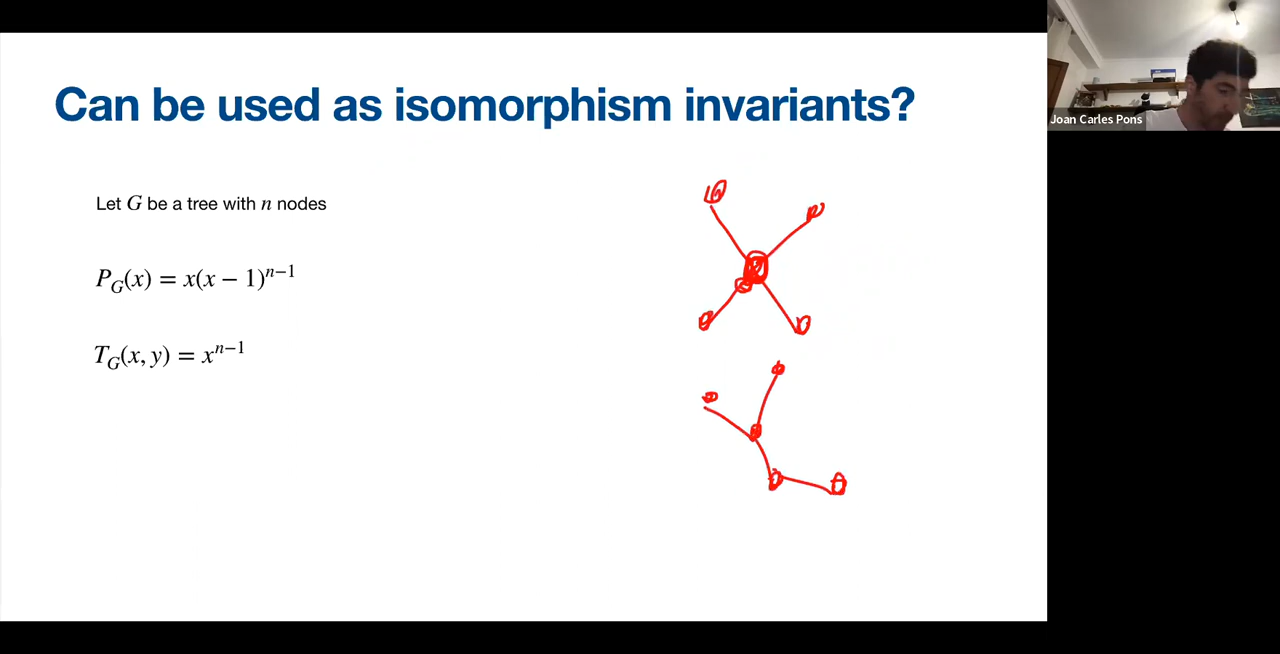 Can be used as isomorphism invariants?
Joan Carles Pons
Let G be a tree with n nodes
P_G(x) = x(x − 1)^{n−1}
T_G(x, y) = x^{n−1}